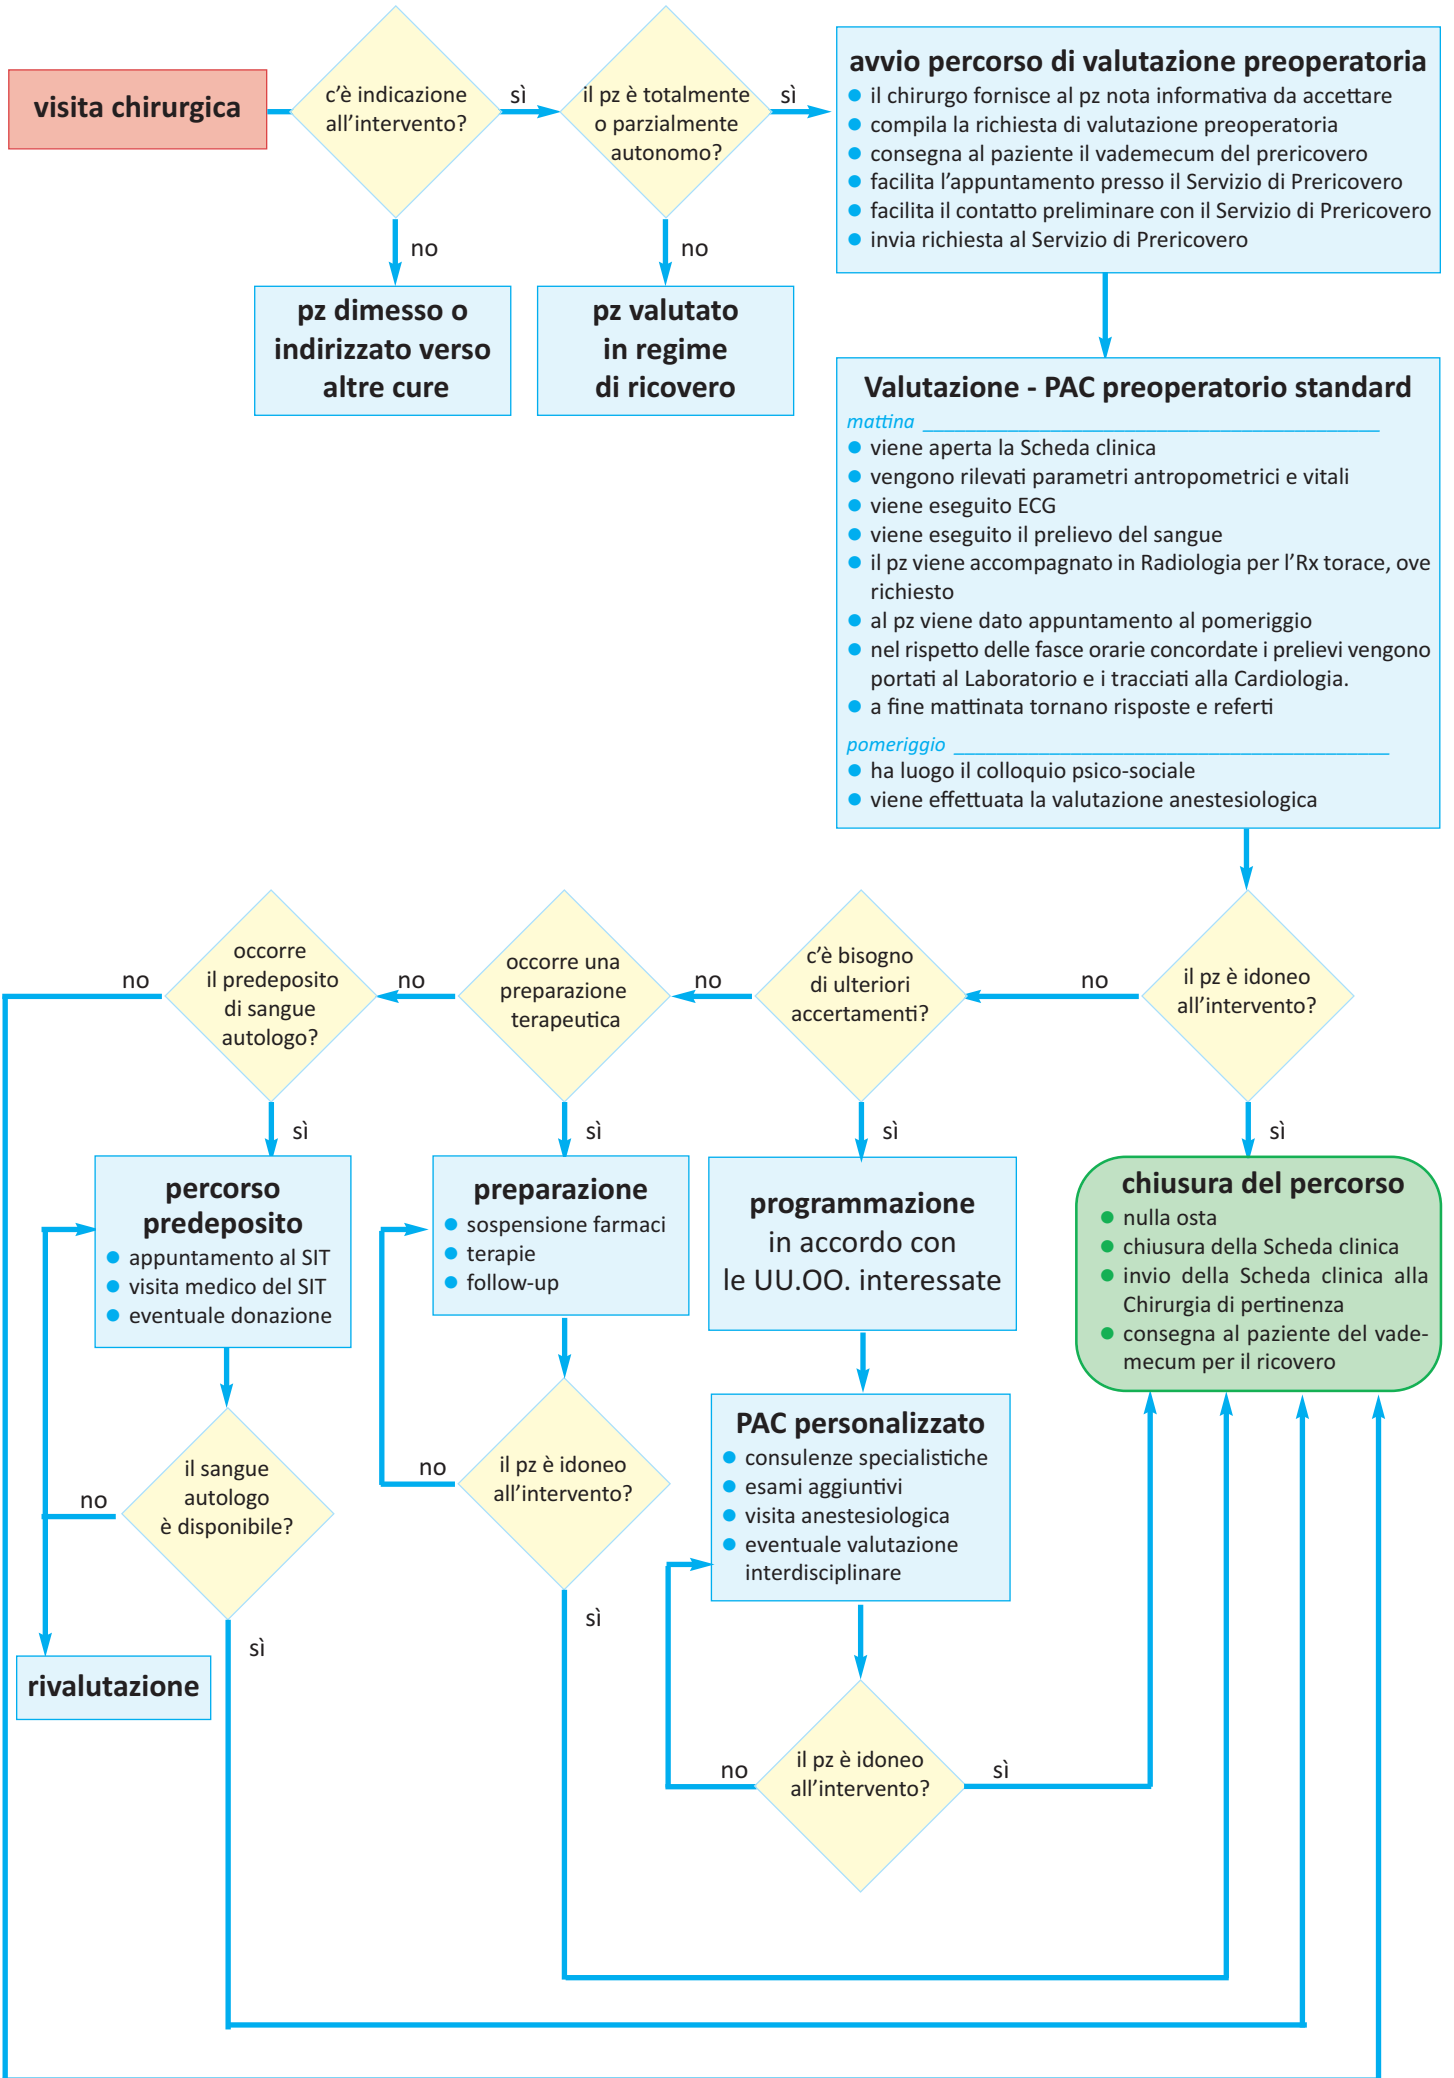 visita chirurgica
c’è indicazione
all’intervento?
sì
il pz è totalmente
o parzialmente
autonomo?
sì
no
no
pz dimesso o
indirizzato verso
altre cure
pz valutato
in regime
di ricovero
avvio percorso di valutazione preoperatoria
● il chirurgo fornisce al pz nota informativa da accettare
● compila la richiesta di valutazione preoperatoria
● consegna al paziente il vademecum del prericovero
● facilita l’appuntamento presso il Servizio di Prericovero
● facilita il contatto preliminare con il Servizio di Prericovero
● invia richiesta al Servizio di Prericovero
Valutazione - PAC preoperatorio standard
mattina
● viene aperta la Scheda clinica
● vengono rilevati parametri antropometrici e vitali
● viene eseguito ECG
● viene eseguito il prelievo del sangue
● il pz viene accompagnato in Radiologia per l’Rx torace, ove
richiesto
● al pz viene dato appuntamento al pomeriggio
● nel rispetto delle fasce orarie concordate i prelievi vengono
portati al Laboratorio e i tracciati alla Cardiologia.
● a fine mattinata tornano risposte e referti
pomeriggio
● ha luogo il colloquio psico-sociale
● viene effettuata la valutazione anestesiologica
il pz è idoneo
all’intervento?
no
sì
c’è bisogno
di ulteriori
accertamenti?
no
sì
occorre una
preparazione
terapeutica
no
sì
occorre
il predeposito
di sangue
autologo?
no
sì
percorso
predeposito
● appuntamento al SIT
● visita medico del SIT
● eventuale donazione
preparazione
● sospensione farmaci
● terapie
● follow-up
programmazione
in accordo con
le UU.OO. interessate
chiusura del percorso
● nulla osta
● chiusura della Scheda clinica
● invio della Scheda clinica alla
Chirurgia di pertinenza
● consegna al paziente del vade-
mecum per il ricovero
PAC personalizzato
● consulenze specialistiche
● esami aggiuntivi
● visita anestesiologica
● eventuale valutazione
interdisciplinare
il sangue
autologo
è disponibile?
no
sì
il pz è idoneo
all’intervento?
no
sì
rivalutazione
il pz è idoneo
all’intervento?
no
sì